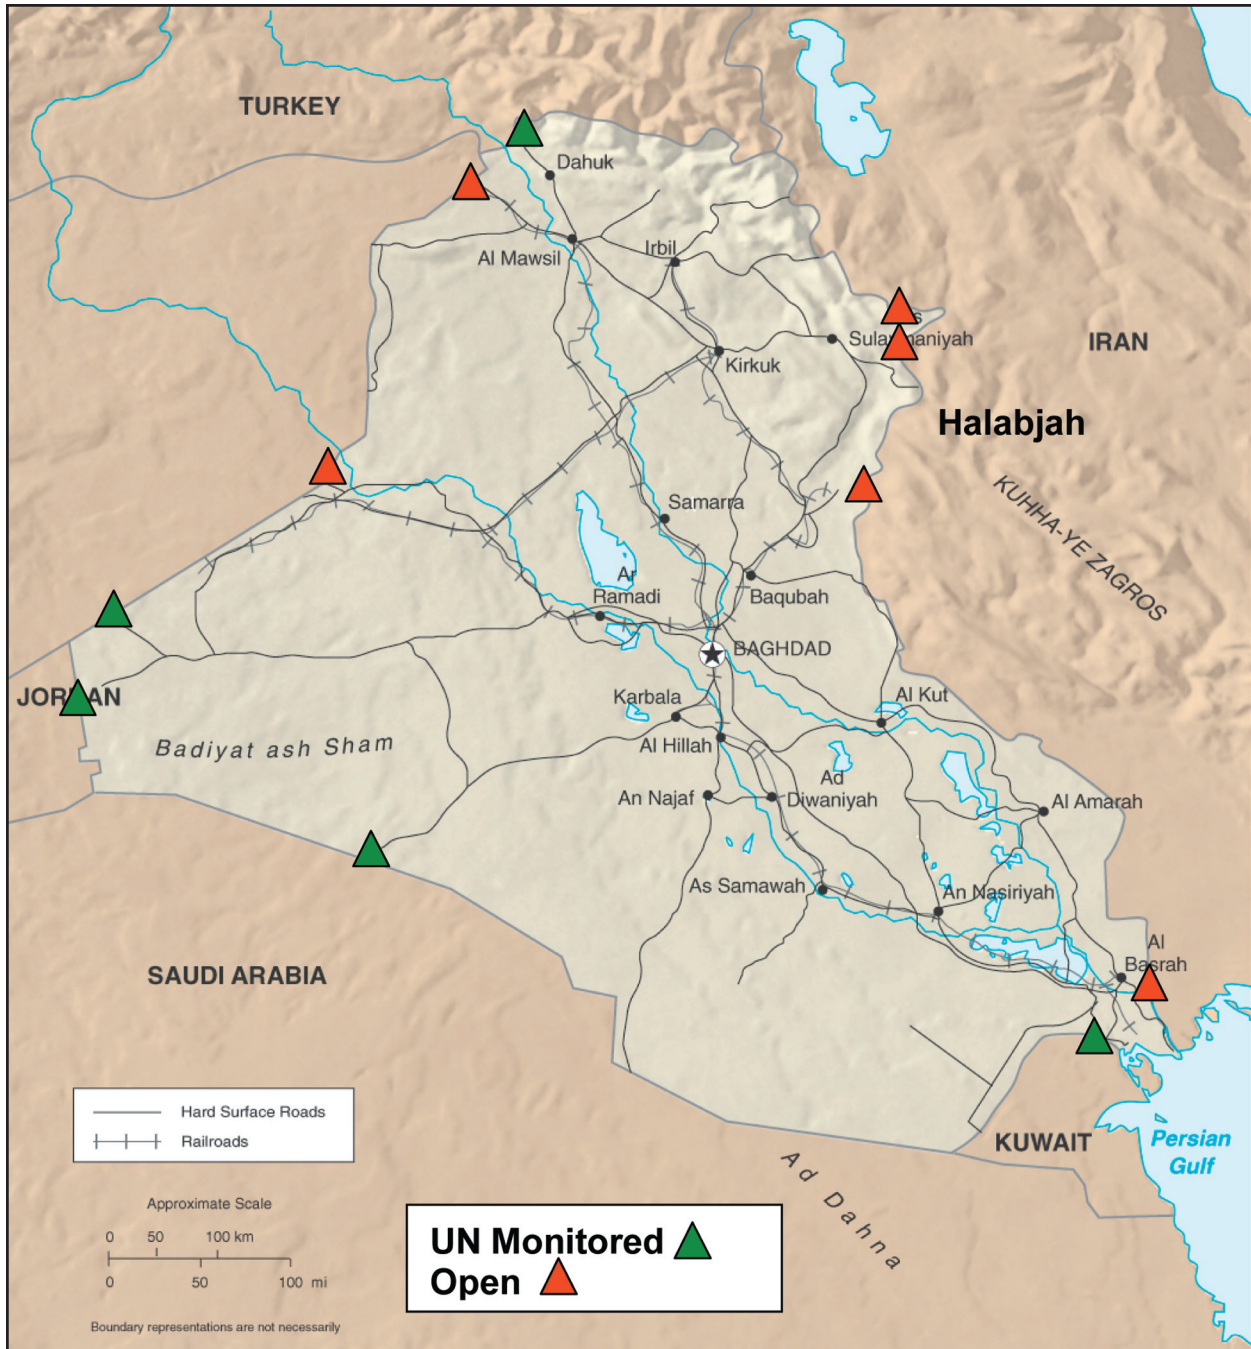 TURKEY
Dahuk
Al Mawsil
Irbil
Sulaymaniyah
IRAN
Kirkuk
Halabjah
KUHHA-YE ZAGROS
Samarra
Ar
Ramadi
Baqubah
BAGHDAD
JORDAN
Karbala
Al Kut
Badiyat ash Sham
Al Hillah
Ad
Diwaniyah
An Najaf
Al Amarah
As Samawah
An Nasiriyah
Al
Basrah
SAUDI ARABIA
Hard Surface Roads
Railroads
KUWAIT
Persian
Gulf
Ad Dahna
Approximate Scale
0 50 100 km
0 50 100 mi
UN Monitored
Open
Boundary representations are not necessarily